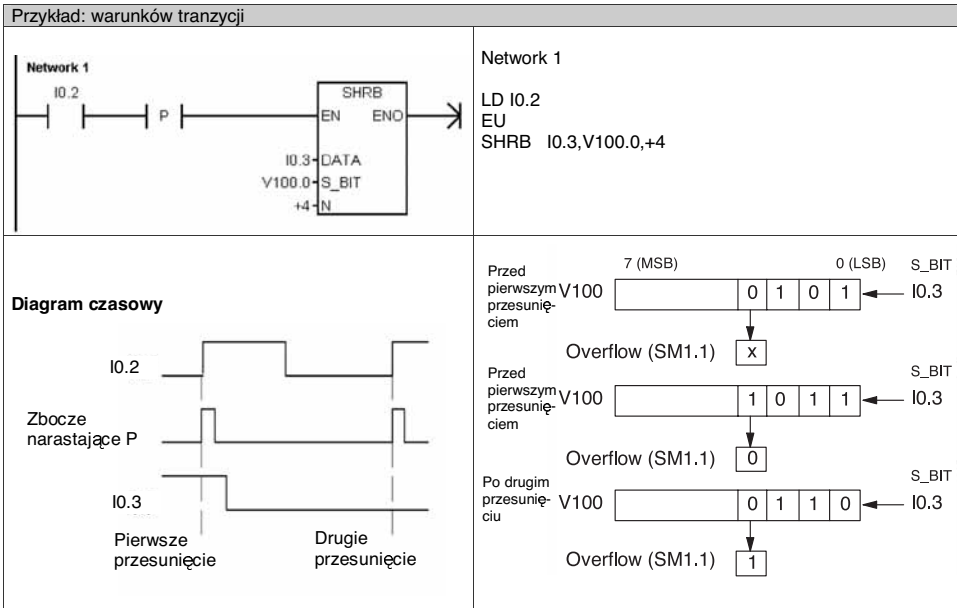 Przykład: warunków tranzycji
Network 1
I0.2
P
SHRB
EN ENO
I0.3 DATA
V100.0 S_BIT
+4 N
Network 1
LD I0.2
EU
SHRB I0.3,V100.0,+4
Diagram czasowy
I0.2
Zbocze
narastające P
I0.3
Pierwsze
przesunięcie
Drugie
przesunięcie
7 (MSB) 0 (LSB) S_BIT
Przed
pierwszym
przesunię-
ciem
V100 0 1 0 1 I0.3
Overflow (SM1.1) x
Przed
pierwszym
przesunię-
ciem
S_BIT
V100 1 0 1 1 I0.3
Overflow (SM1.1) 0
Po drugim
przesunię-
ciu
S_BIT
V100 0 1 1 0 I0.3
Overflow (SM1.1) 1